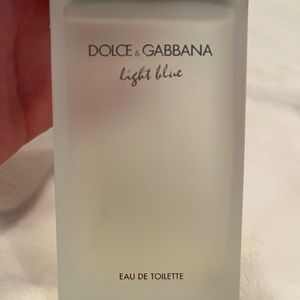 DOLCE & GABBANA
light blue
EAU DE TOILETTE